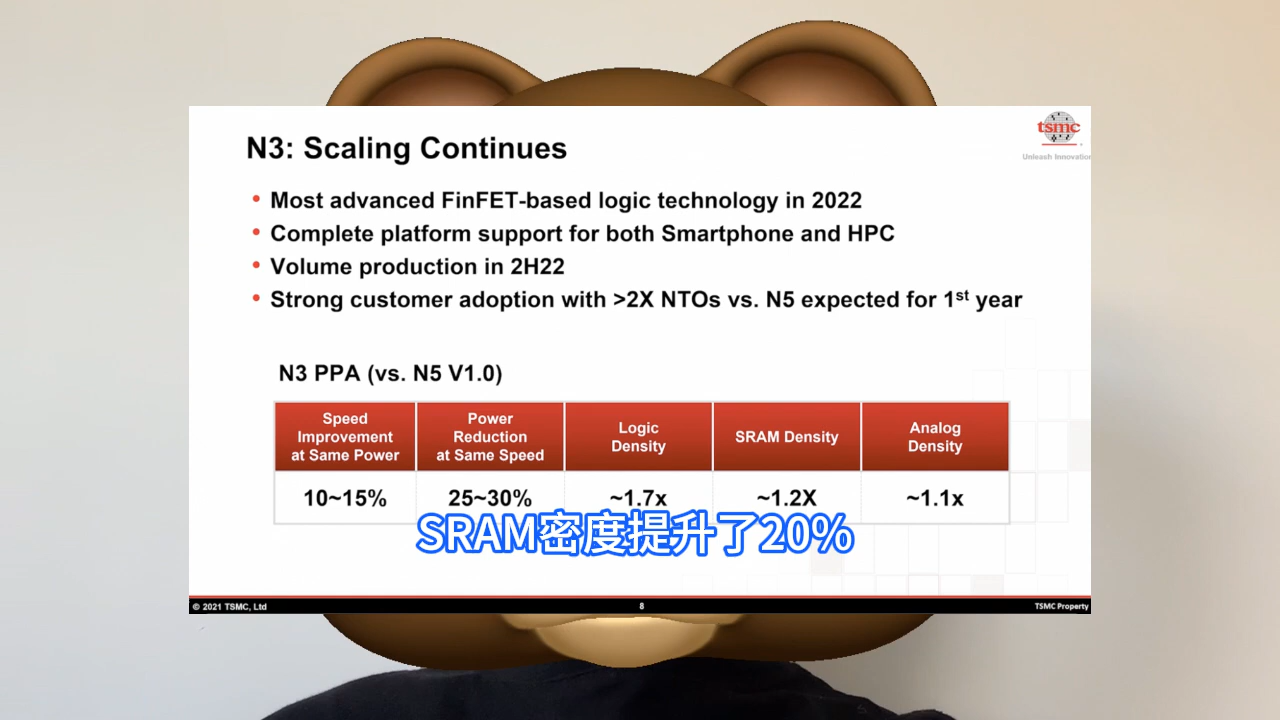 tsmc
Unleash Innovation
N3: Scaling Continues
• Most advanced FinFET-based logic technology in 2022
• Complete platform support for both Smartphone and HPC
• Volume production in 2H22
• Strong customer adoption with >2X NTOs vs. N5 expected for 1st year
N3 PPA (vs. N5 V1.0)
Speed
Improvement
at Same Power
Power
Reduction
at Same Speed
Logic
Density
SRAM Density
Analog
Density
10~15%
25~30%
~1.7x
~1.2X
~1.1x
SRAM密度提升了20%
© 2021 TSMC, Ltd
8
TSMC Property